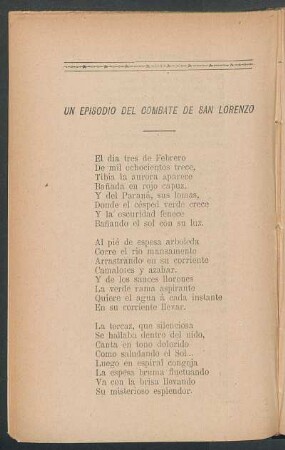 UN EPISODIO DEL COMBATE DE SAN LORENZO
El dia tres de Febrero
De mil ochocientos trece,
Tibia la aurora aparece
Bañada en rojo capuz,
Y del Paraná, sus lomas,
Donde el césped verde crece
Y la oscuridad fenece
Bañando el sol con su luz.
Al pié de espesa arboleda
Corre el rio mansamente
Arrastrando en su corriente
Camalotes y azahar.
Y de los sauces llorones
La verde rama aspirante
Quiere el agua á cada instante
En su corriente llevar.
La torcaz, que silenciosa
Se hallaba dentro del nido,
Canta en tono dolorido
Como saludando el Sol...
Luego en espiral congoja
La espesa bruma fluctuando
Va con la brisa llevando
Su misterioso esplendor.